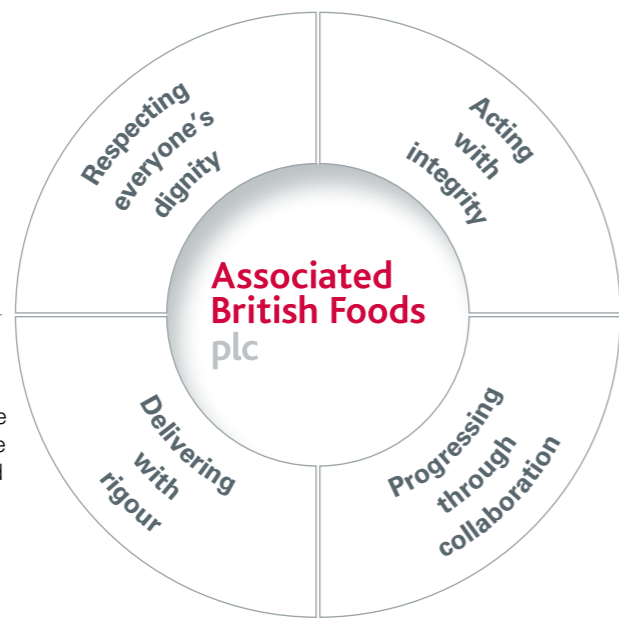 Respecting
everyone's
dignity
Acting
with
integrity
Associated
British Foods
plc
Delivering
with
rigour
Progressing
through
collaboration